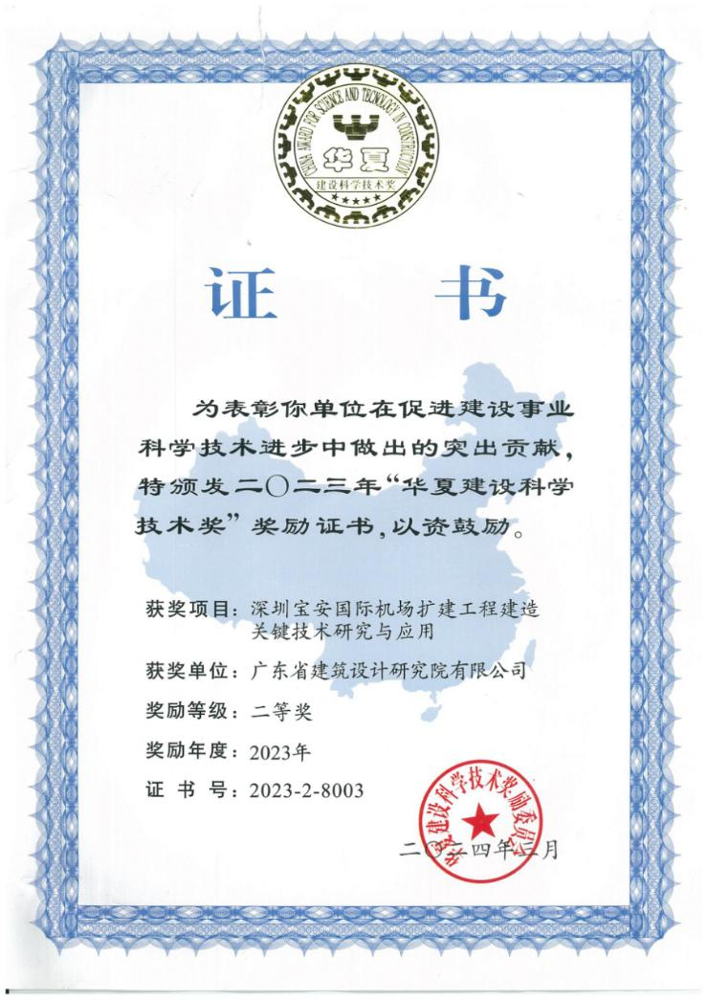 CHINA AWARD FOR SCIENCE AND TECNOLOGY IN CONSTRUCTION
华夏
建设科学技术奖
证 书
为表彰你单位在促进建设事业
科学技术进步中做出的突出贡献，
特颁发二〇二三年“华夏建设科学
技术奖”奖励证书，以资鼓励。
获奖项目：深圳宝安国际机场扩建工程建造
关键技术研究与应用
获奖单位：广东省建筑设计研究院有限公司
奖励等级：二等奖
奖励年度：2023年
证 书 号：2023-2-8003
华夏建设科学技术奖励委员会
二〇二四年三月